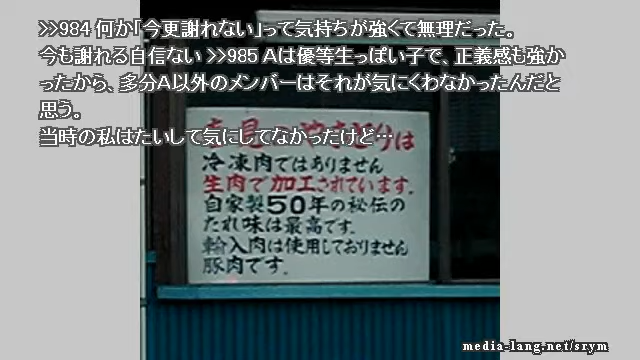 >>984 何か「今更謝れない」って気持ちが強くて無理だった。
今も謝れる自信ない >>985 Aは優等生っぽい子で、正義感も強か
ったから、多分A以外のメンバーはそれが気にくわなかったんだと
思う。
当時の私はたいして気にしてなかったけど…
やきとりは
冷凍肉ではありません
生肉で加工されています。
自家製50年の秘伝の
たれ味は最高です。
輸入肉は使用しておりません
豚肉です。
media-lang.net/srym